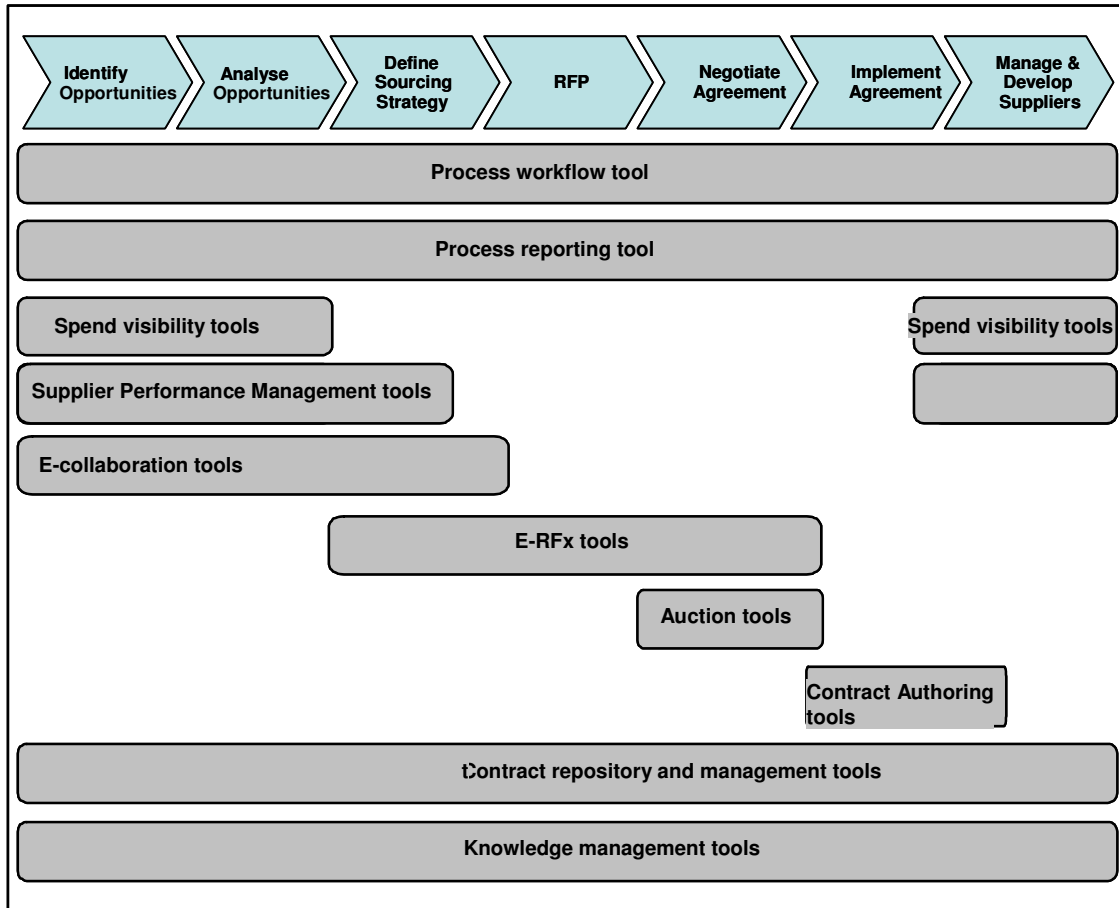 Identify
Opportunities
Analyse
Opportunities
Define
Sourcing
Strategy
RFP
Negotiate
Agreement
Implement
Agreement
Manage &
Develop
Suppliers
Process workflow tool
Process reporting tool
Spend visibility tools
Spend visibility tools
Supplier Performance Management tools
E-collaboration tools
E-RFx tools
Auction tools
Contract Authoring
tools
Contract repository and management tools
Knowledge management tools